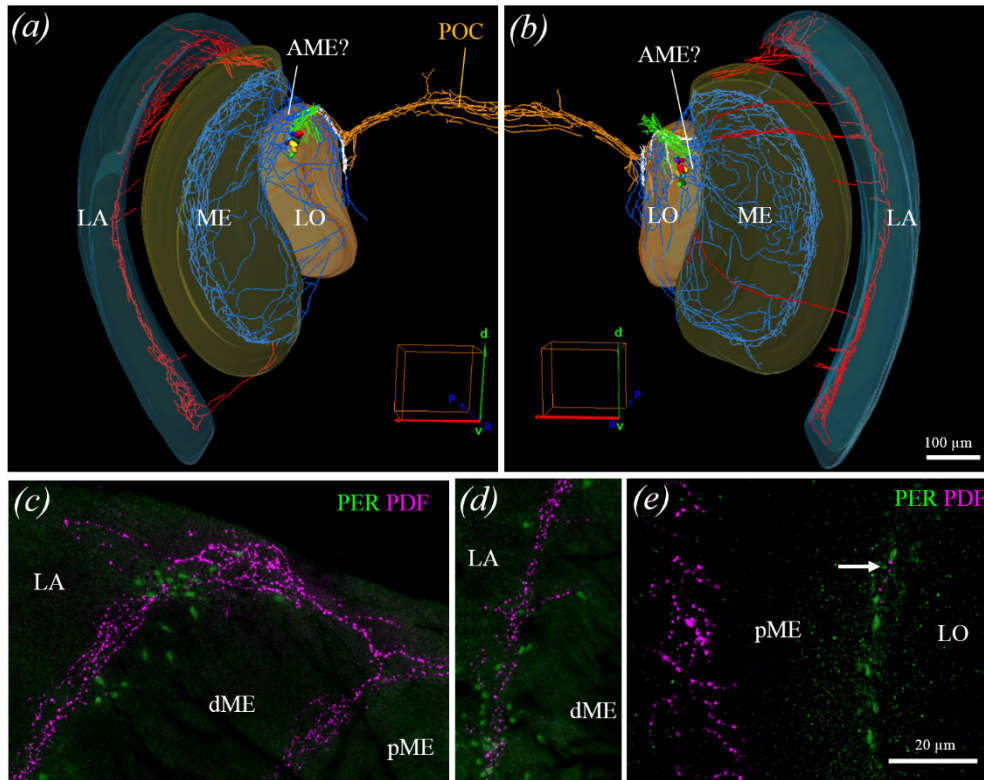 (a)
AME?
POC
(b)
AME?
LA
ME
LO
LO
ME
LA
d
p
a
v
d
p
v
100 µm
(c)
PER PDF
LA
dME
pME
(d)
LA
dME
(e)
PER PDF
pME
LO
20 µm